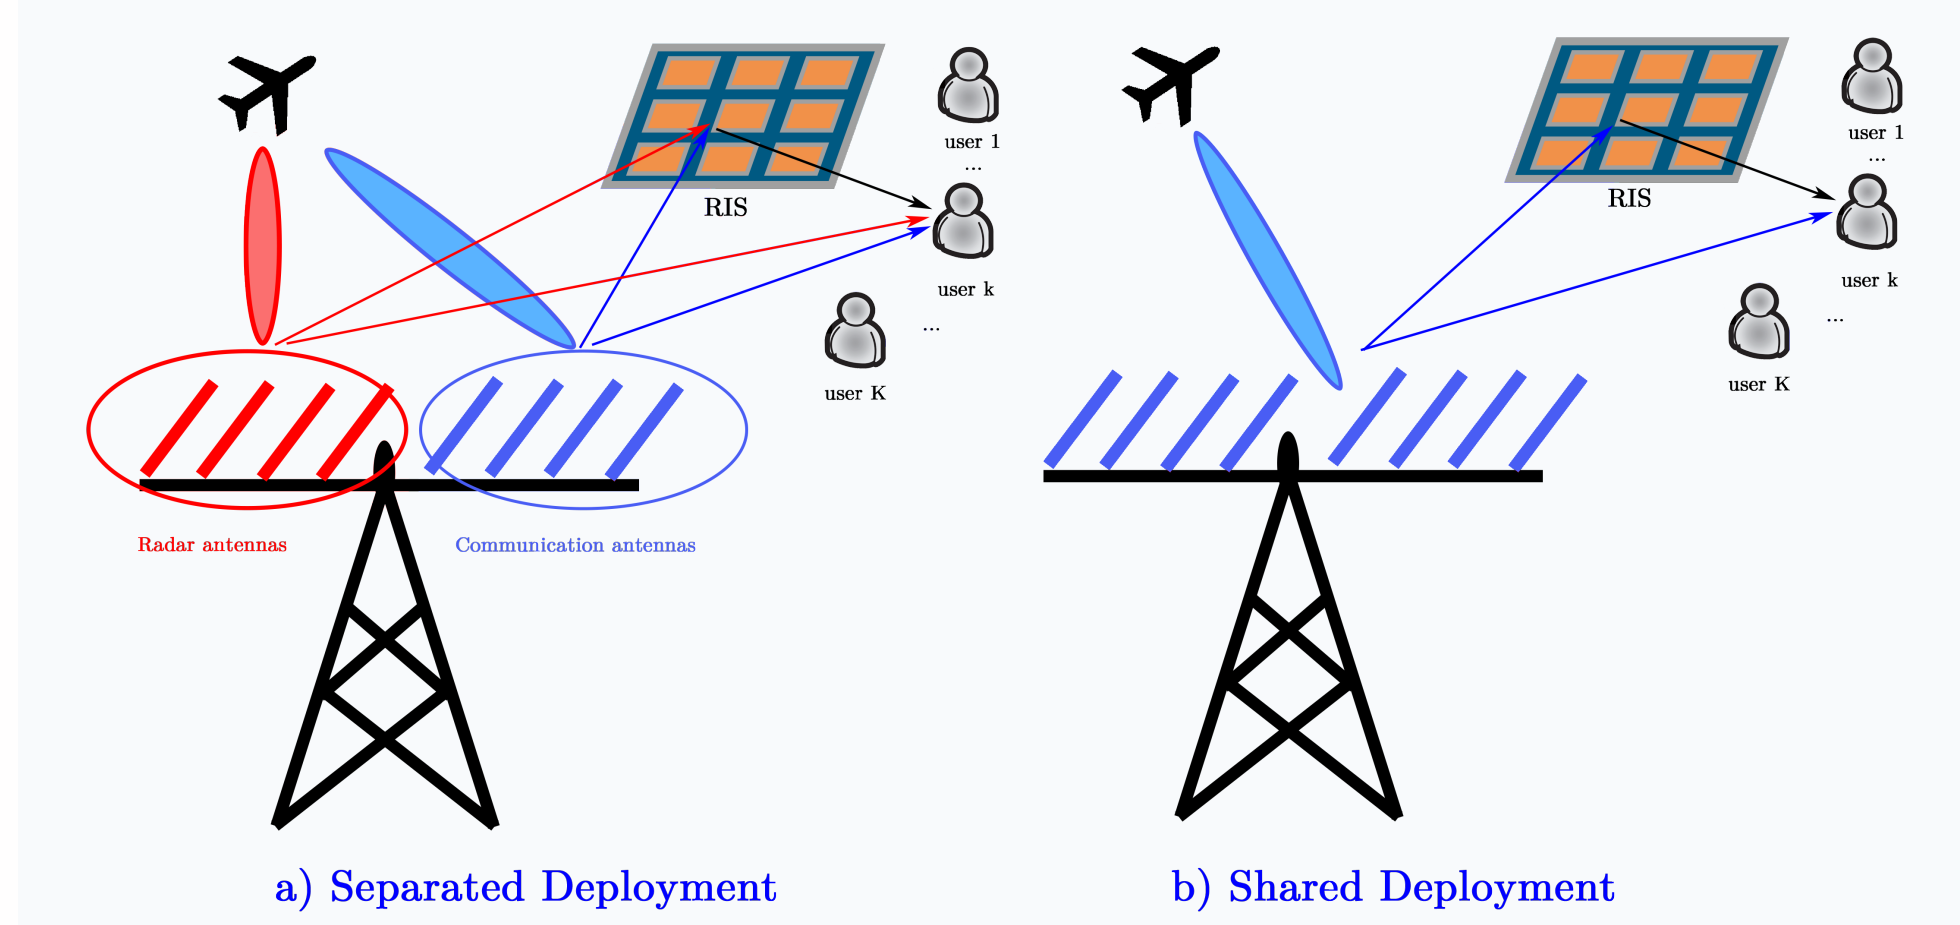 RIS
user 1
...
user k
...
user K
Radar antennas
Communication antennas
a) Separated Deployment
RIS
user 1
...
user k
...
user K
b) Shared Deployment